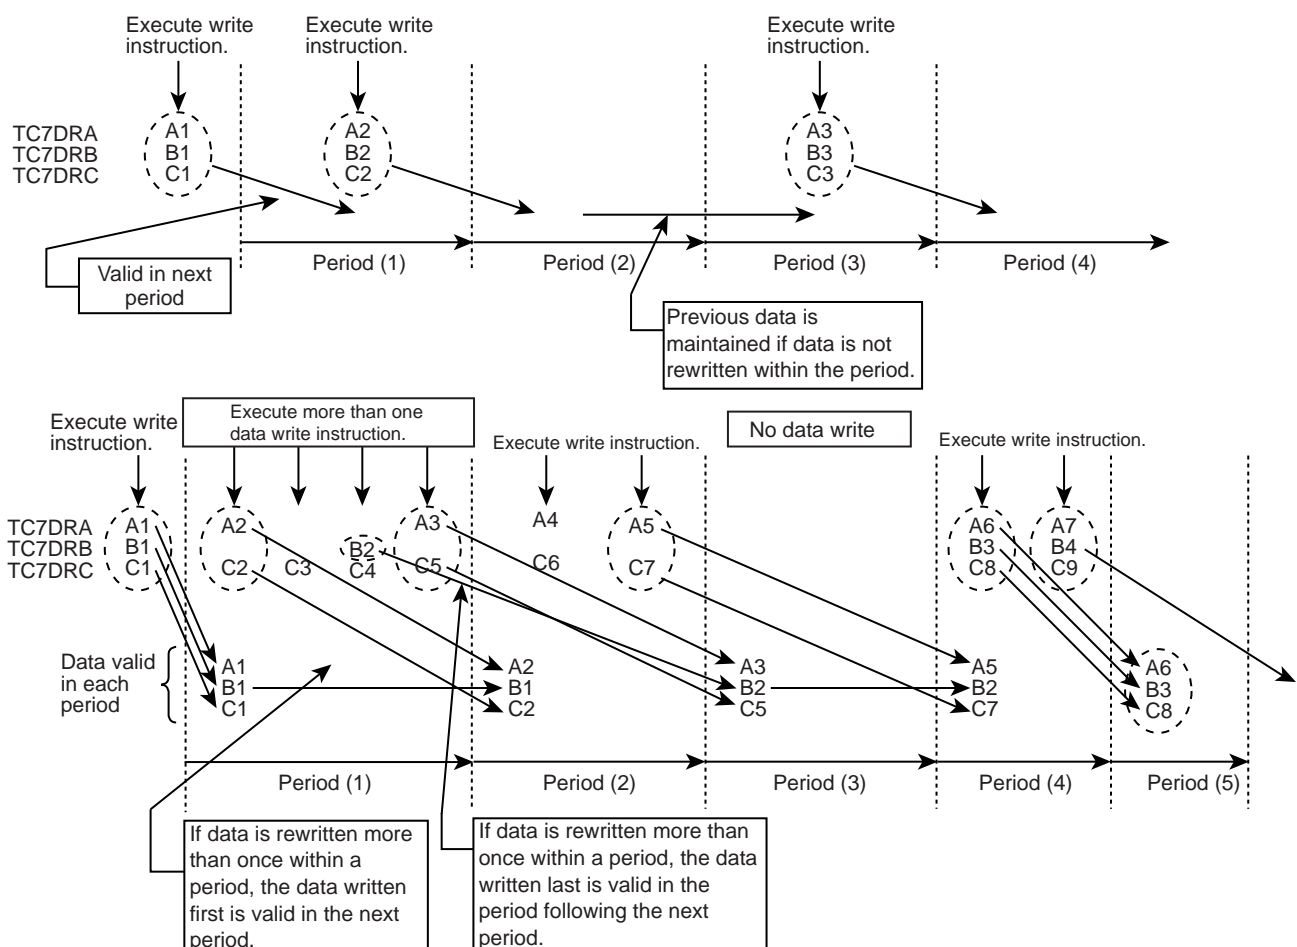 Execute write
instruction.
Execute write
instruction.
Execute write
instruction.
TC7DRA
TC7DRB
TC7DRC
A1
B1
C1
A2
B2
C2
A3
B3
C3
Period (1)
Period (2)
Period (3)
Period (4)
Valid in next
period
Previous data is
maintained if data is not
rewritten within the period.
Execute write
instruction.
Execute more than one
data write instruction.
Execute write instruction.
No data write
Execute write instruction.
TC7DRA
TC7DRB
TC7DRC
A1
B1
C1
A2
C2
C3
B2
C4
A3
C5
A4
C6
A5
C7
A6
B3
C8
A7
B4
C9
Data valid
in each
period
A1
B1
C1
A2
B1
C2
A3
B2
C5
A5
B2
C7
A6
B3
C8
Period (1)
Period (2)
Period (3)
Period (4)
Period (5)
If data is rewritten more
than once within a
period, the data written
first is valid in the next
period.
If data is rewritten more than
once within a period, the data
written last is valid in the
period following the next
period.